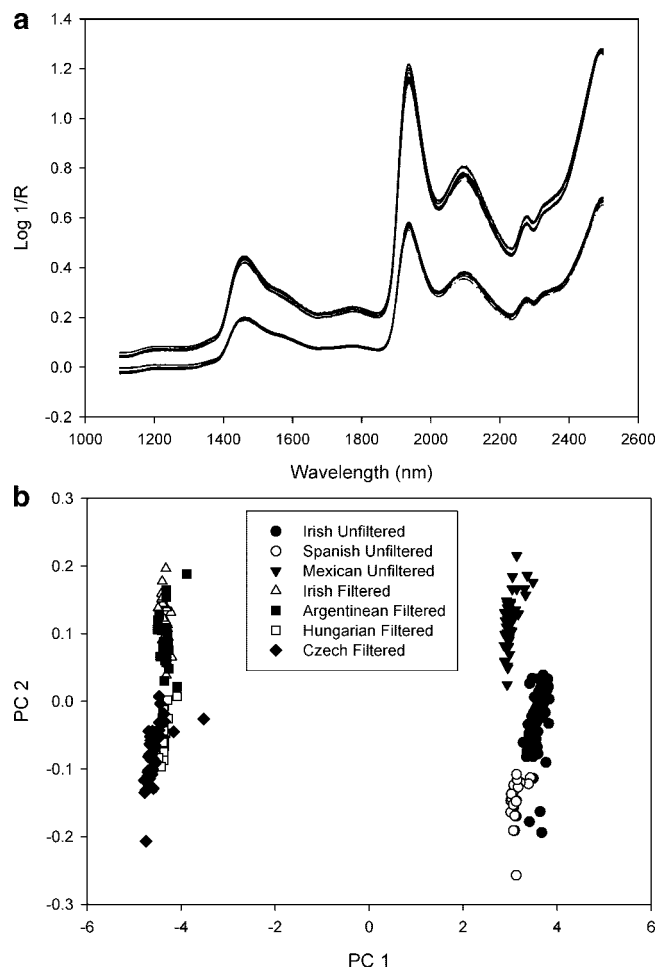 a
1.4
1.2
1.0
0.8
0.6
0.4
0.2
0.0
-0.2
Log 1/R
1000 1200 1400 1600 1800 2000 2200 2400 2600
Wavelength (nm)
b
0.3
0.2
0.1
0.0
-0.1
-0.2
-0.3
PC 2
Irish Unfiltered
Spanish Unfiltered
Mexican Unfiltered
Irish Filtered
Argentinean Filtered
Hungarian Filtered
Czech Filtered
-6 -4 -2 0 2 4 6
PC 1